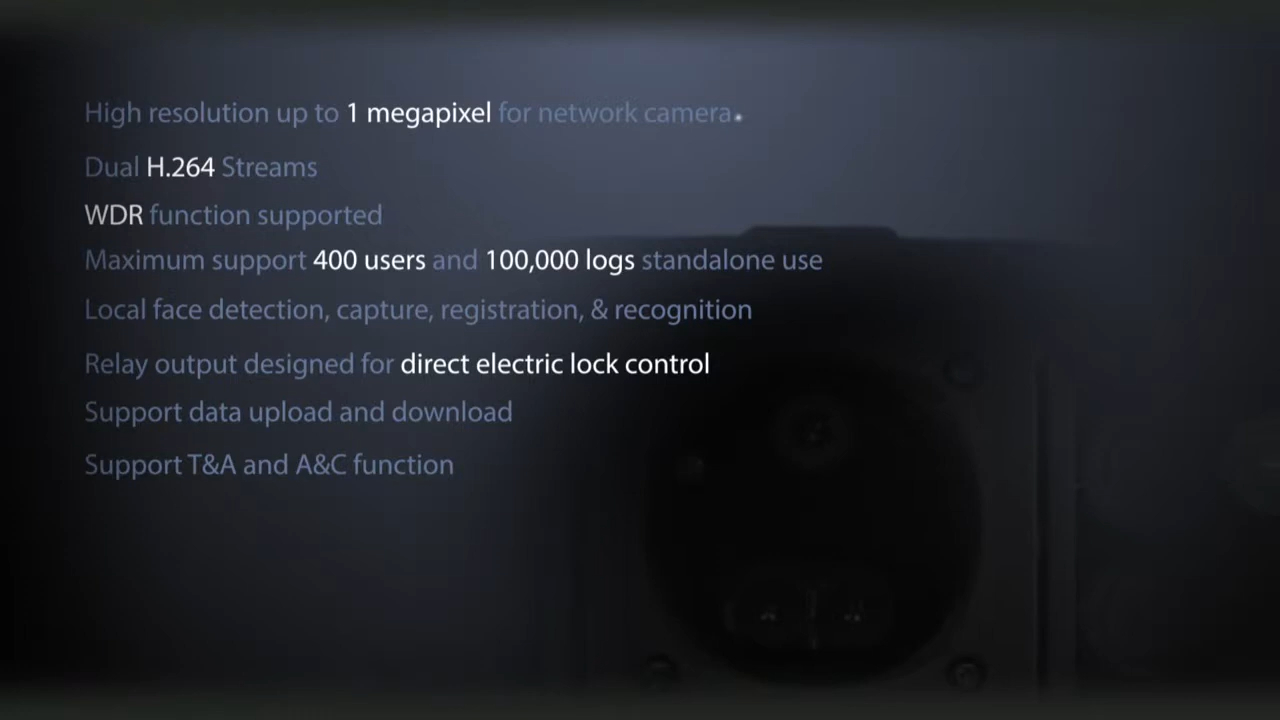 High resolution up to 1 megapixel for network camera.
Dual H.264 Streams
WDR function supported
Maximum support 400 users and 100,000 logs standalone use
Local face detection, capture, registration, & recognition
Relay output designed for direct electric lock control
Support data upload and download
Support T&A and A&C function